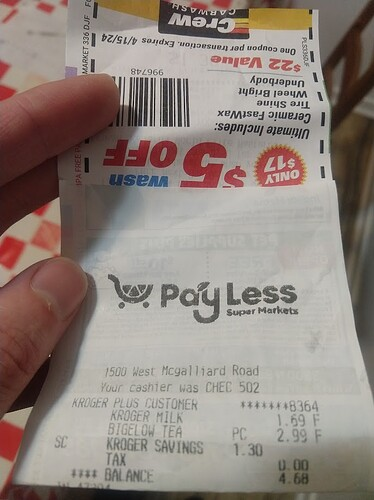 Crew
CARWASH
One coupon per transaction. Expires 4/15/24
$22 Value
Underbody
Wheel Bright
Tire Shine
Ceramic FastWax
Ultimate Includes:
996748
ONLY
$17
$5 OFF
Wash
MARKET 336 DJF
PayLess
Super Markets
1500 West Mcgalliard Road
Your cashier was CHEC 502
KROGER PLUS CUSTOMER *******8364
KROGER MILK 1.69 F
BIGELOW TEA PC 2.99 F
SC KROGER SAVINGS 1.30
TAX 0.00
**** BALANCE 4.68